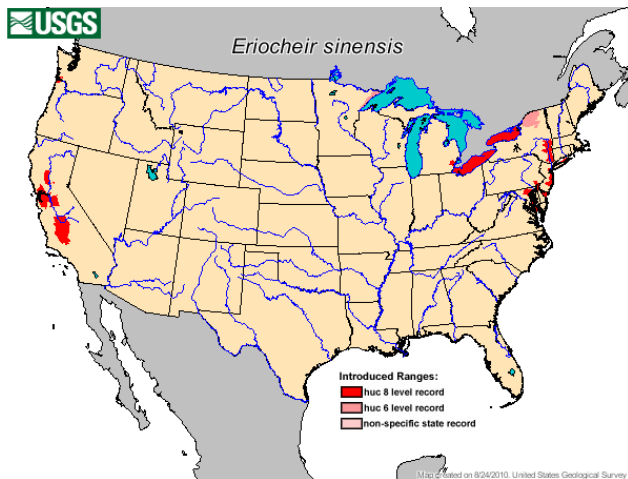 USGS
Eriocheir sinensis
Introduced Ranges:
huc 8 level record
huc 6 level record
non-specific state record
Map created on 8/24/2010. United States Geological Survey